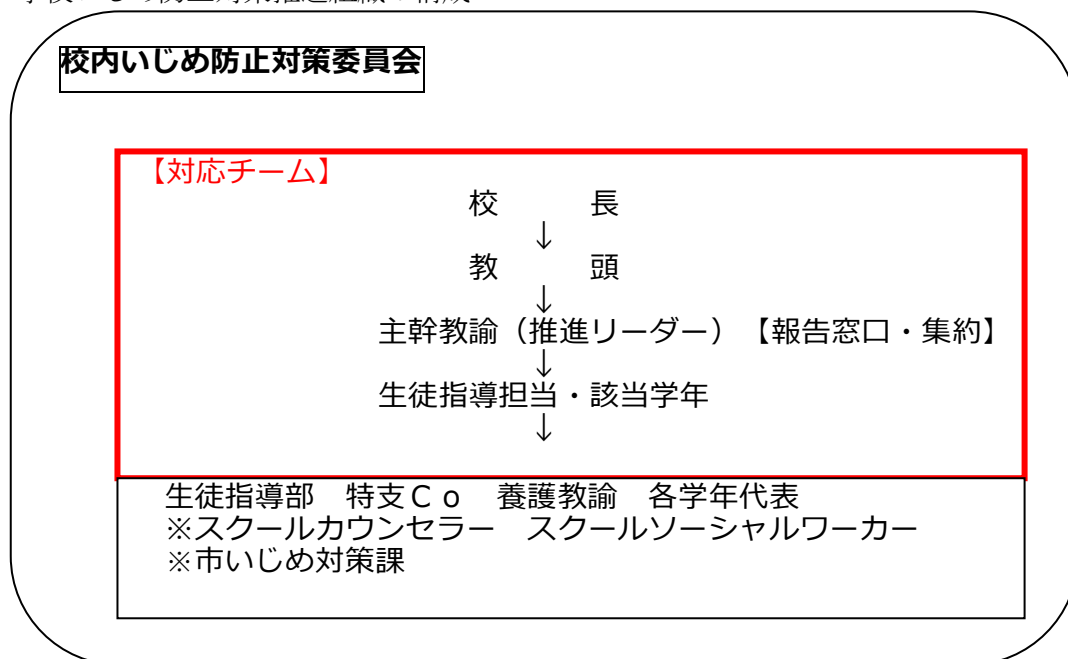 校内いじめ防止対策委員会
【対応チーム】
校　　　長
↓
教　　　頭
↓
主幹教諭（推進リーダー）【報告窓口・集約】
↓
生徒指導担当・該当学年
↓
生徒指導部　特支Ｃｏ　養護教諭　各学年代表
※スクールカウンセラー　スクールソーシャルワーカー
※市いじめ対策課